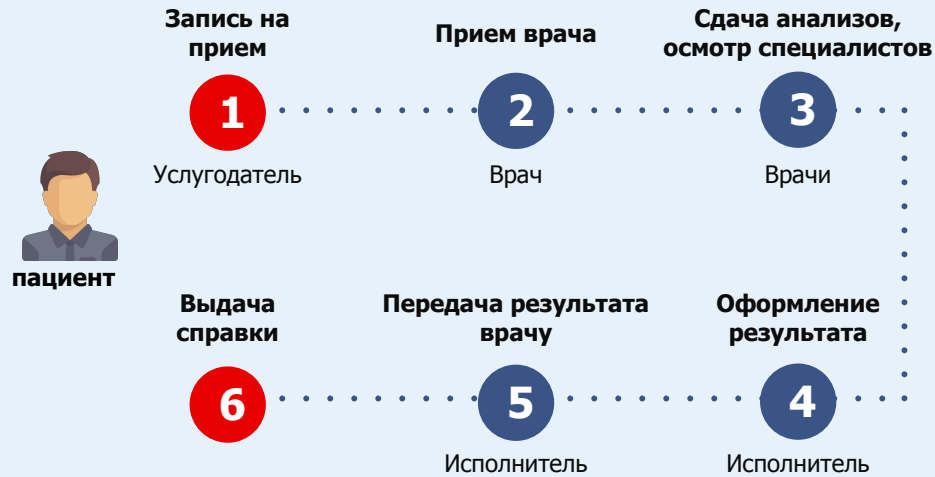 Запись на
прием
Прием врача
Сдача анализов,
осмотр специалистов
1
2
3
Услугодатель
Врач
Врачи
пациент
Выдача
справки
Передача результата
врачу
Оформление
результата
6
5
4
Исполнитель
Исполнитель